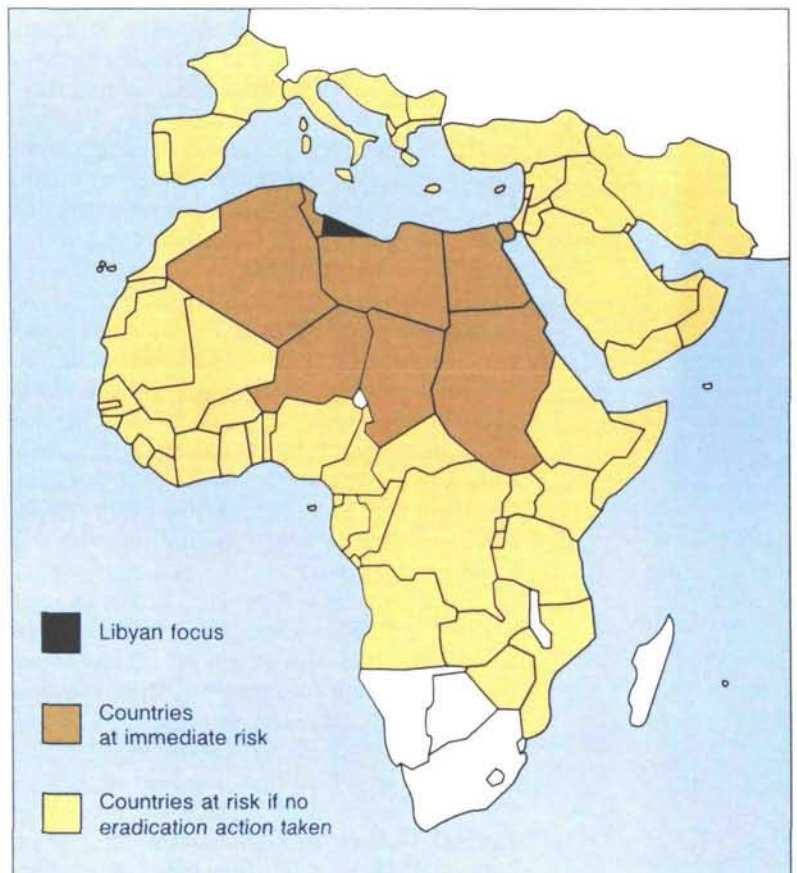 Libyan focus
Countries
at immediate risk
Countries at risk if no
eradication action taken